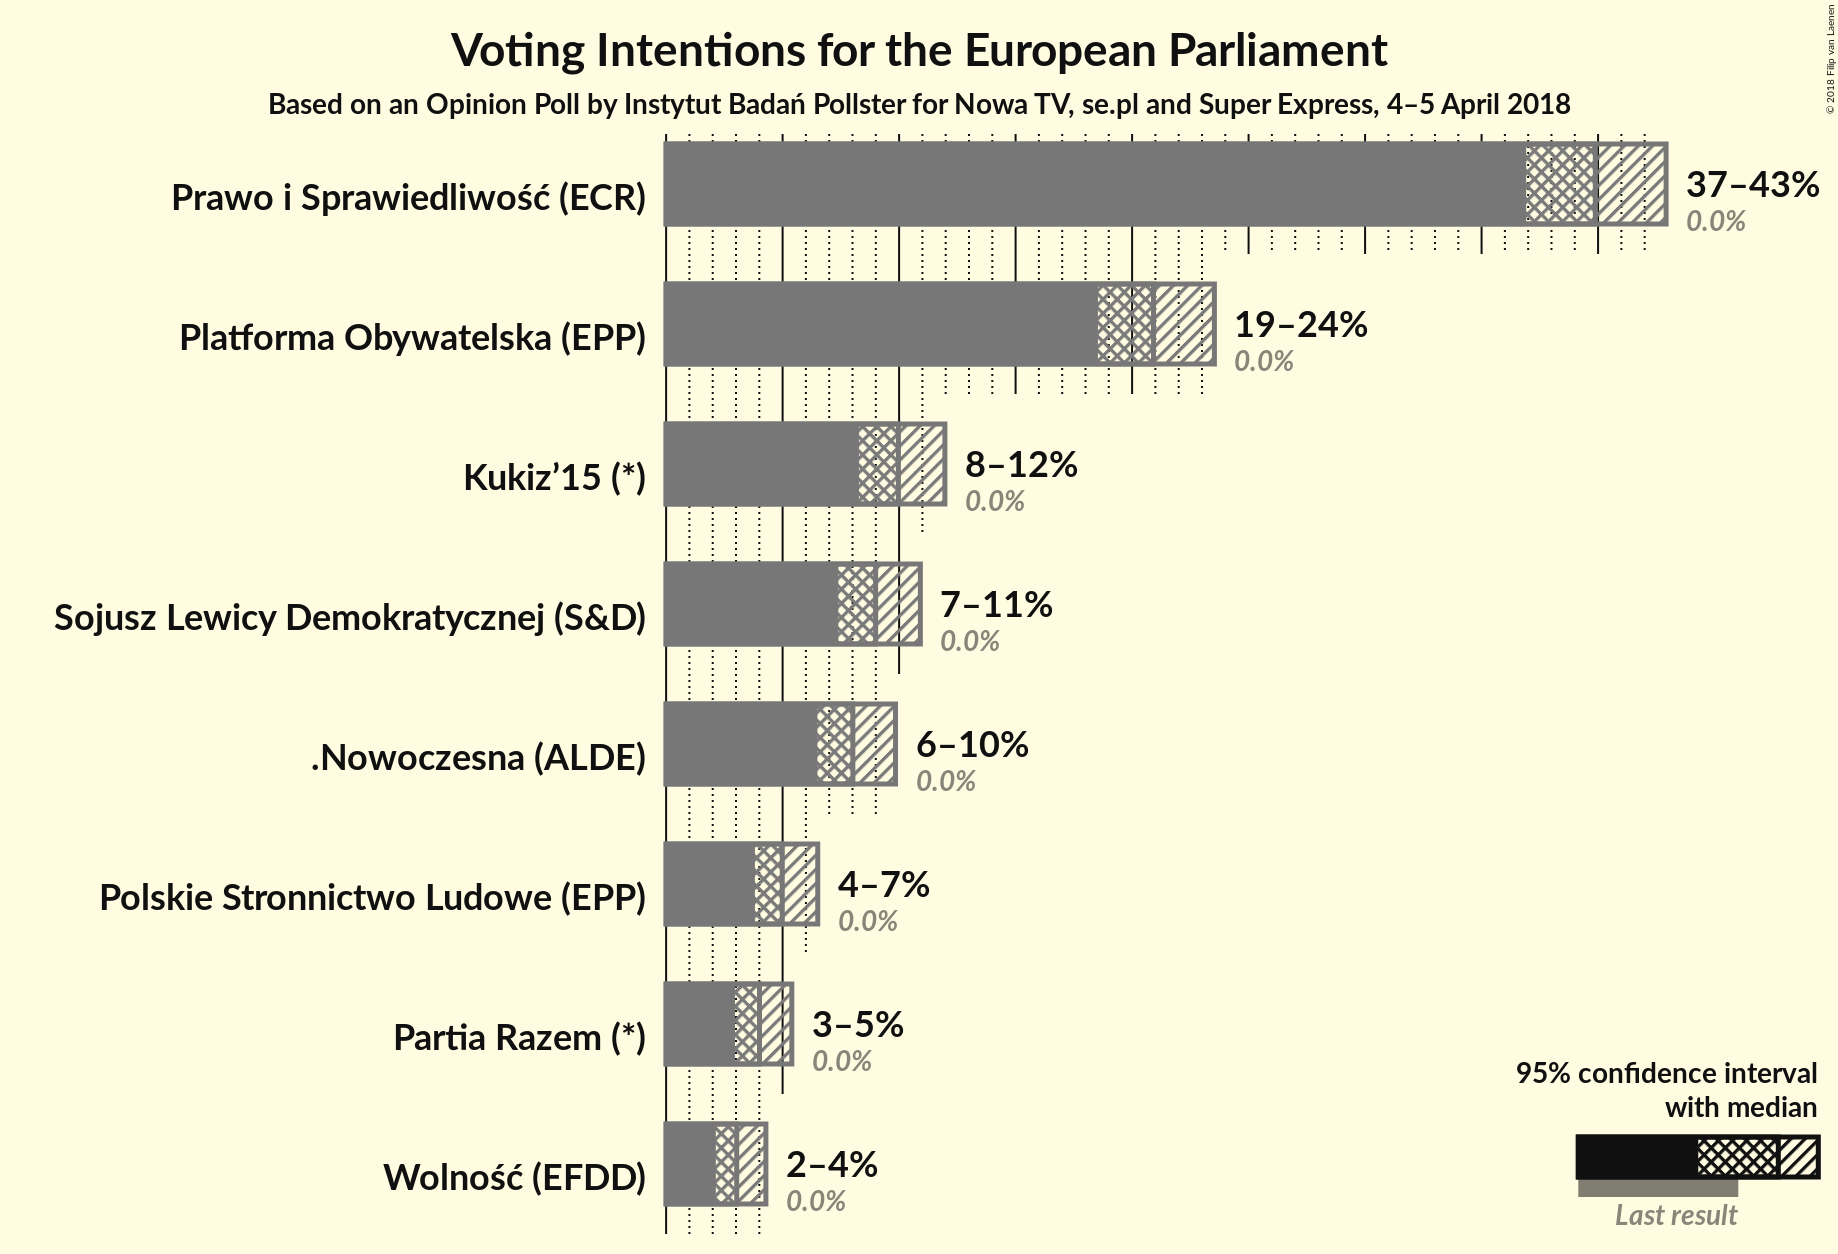 Voting Intentions for the European Parliament
Based on an Opinion Poll by Instytut Badań Pollster for Nowa TV, se.pl and Super Express, 4–5 April 2018
© 2018 Filip van Laenen
Prawo i Sprawiedliwość (ECR)
37–43%
0.0%
Platforma Obywatelska (EPP)
19–24%
0.0%
Kukiz’15 (*)
8–12%
0.0%
Sojusz Lewicy Demokratycznej (S&D)
7–11%
0.0%
.Nowoczesna (ALDE)
6–10%
0.0%
Polskie Stronnictwo Ludowe (EPP)
4–7%
0.0%
Partia Razem (*)
3–5%
0.0%
Wolność (EFDD)
2–4%
0.0%
95% confidence interval
with median
Last result